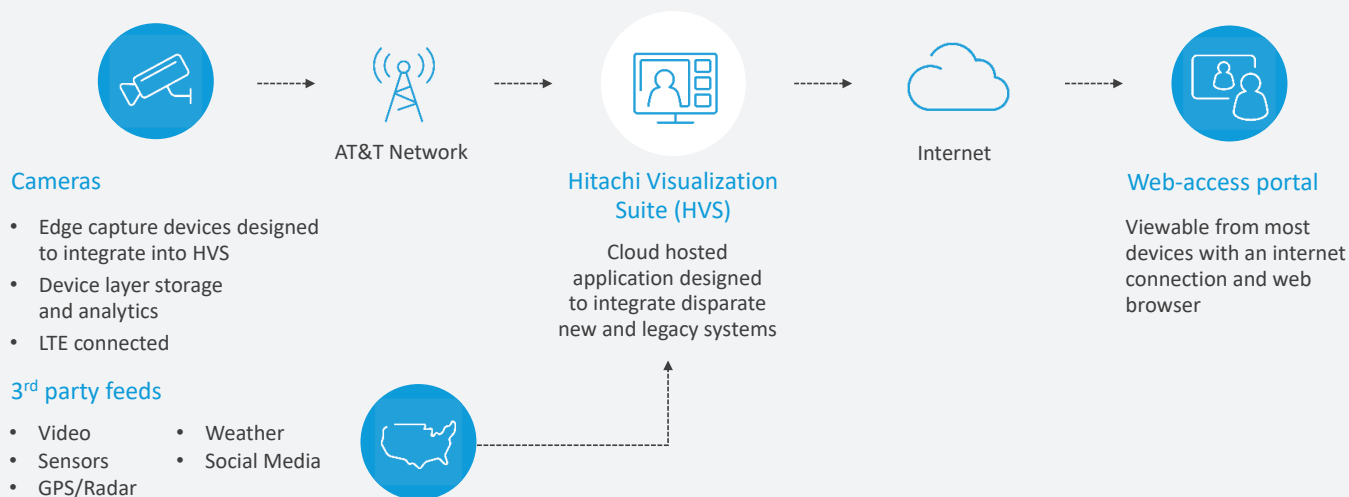 AT&T Network
Internet
Cameras
• Edge capture devices designed
to integrate into HVS
• Device layer storage
and analytics
• LTE connected
3rd party feeds
• Video
• Sensors
• GPS/Radar
• Weather
• Social Media
Hitachi Visualization
Suite (HVS)
Cloud hosted
application designed
to integrate disparate
new and legacy systems
Web-access portal
Viewable from most
devices with an internet
connection and web
browser